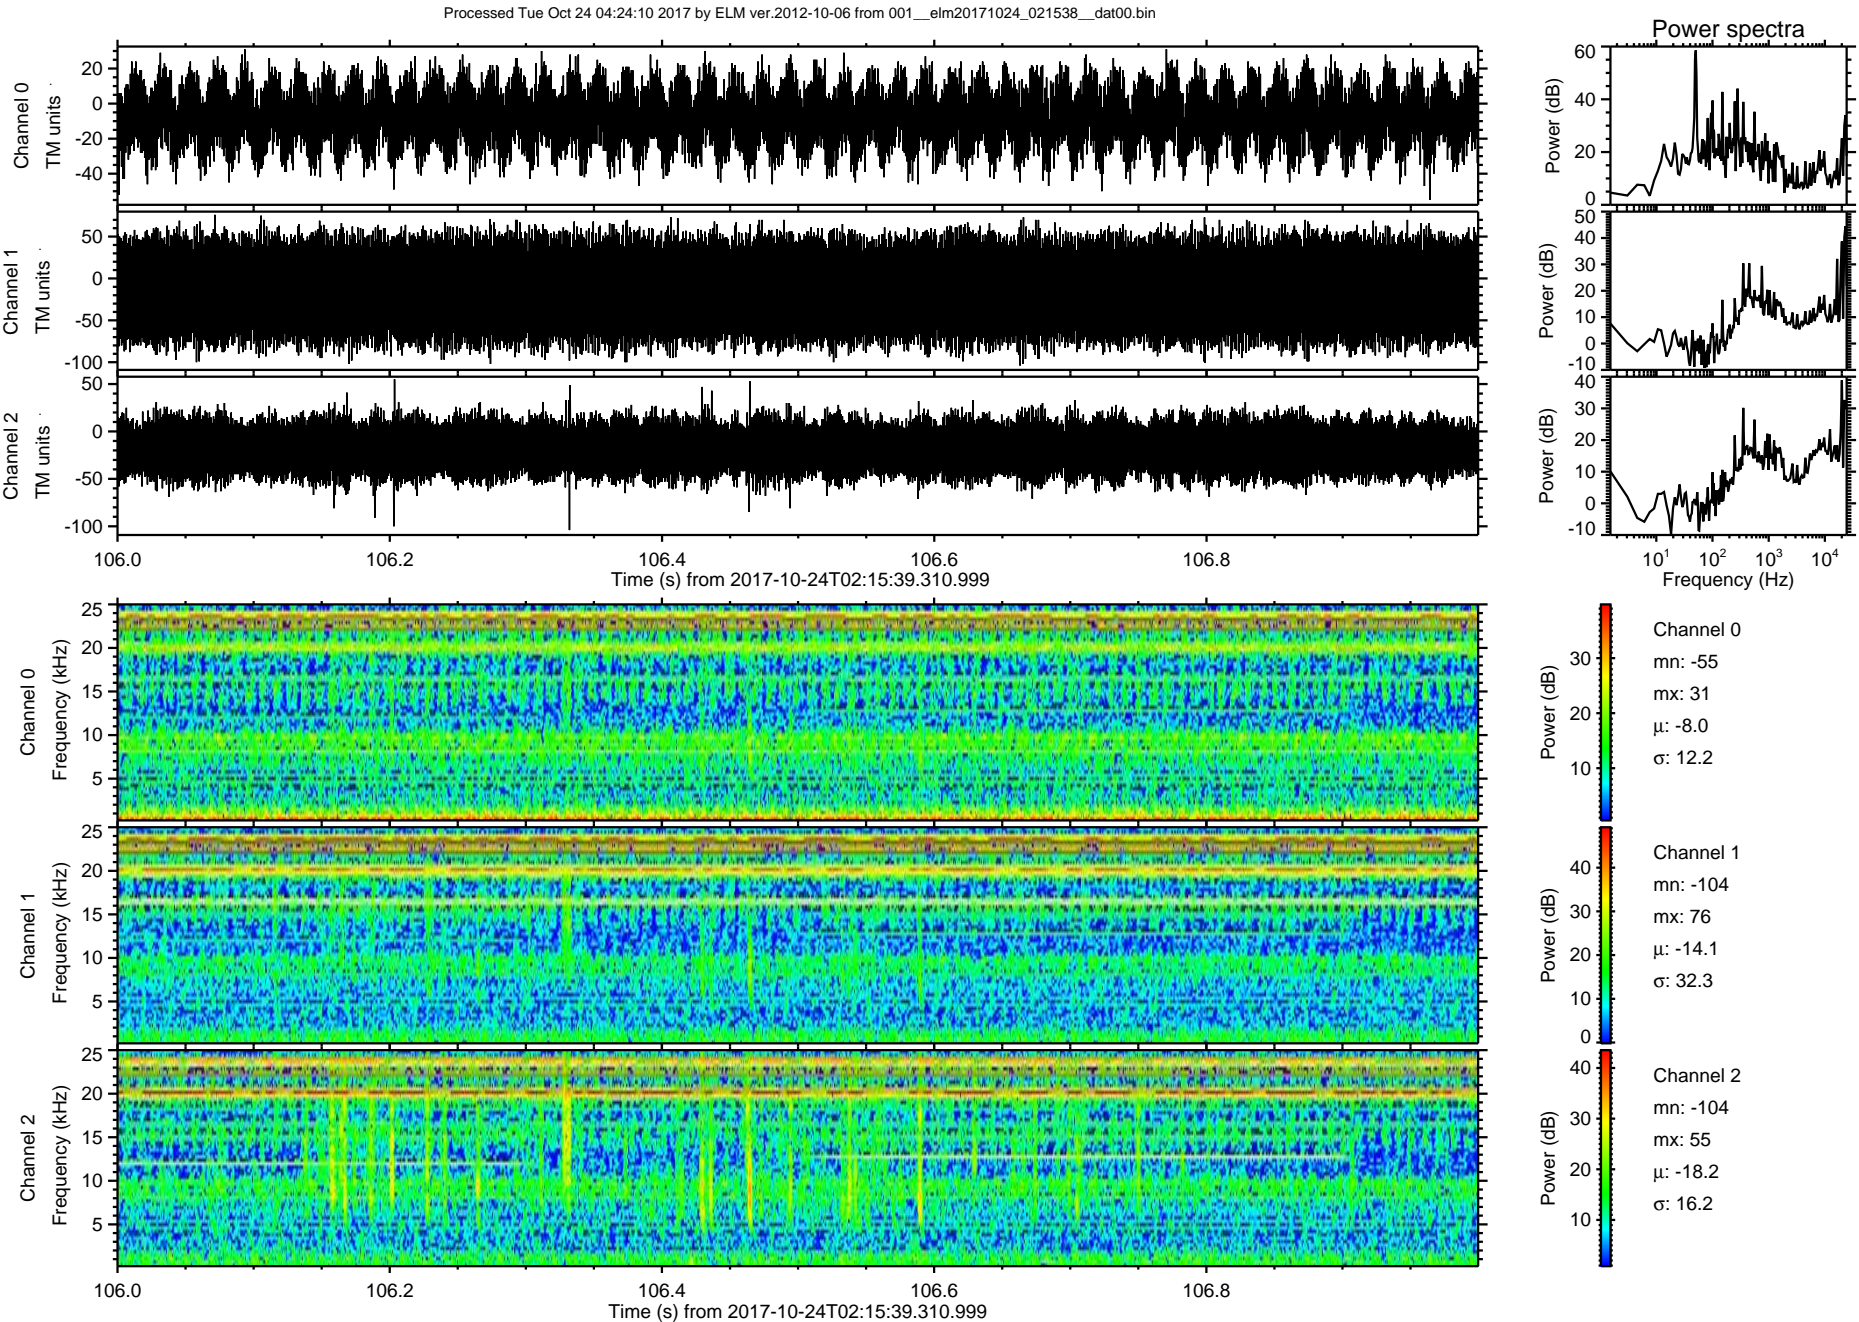 Processed Tue Oct 24 04:24:10 2017 by ELM ver.2012-10-06 from 001__elm20171024_021538__dat00.bin
Power spectra
Channel 0
TM units
20
0
-20
-40
Power (dB)
60
40
20
0
Channel 1
TM units
50
0
-50
-100
Power (dB)
50
40
30
20
10
0
-10
Channel 2
TM units
50
0
-50
-100
Power (dB)
40
30
20
10
0
-10
106.0 106.2 106.4 106.6 106.8
Time (s) from 2017-10-24T02:15:39.310.999
10¹ 10² 10³ 10⁴
Frequency (Hz)
Channel 0
Frequency (kHz)
25
20
15
10
5
Power (dB)
30
20
10
Channel 0
mn: -55
mx: 31
μ: -8.0
σ: 12.2
Channel 1
Frequency (kHz)
25
20
15
10
5
Power (dB)
40
30
20
10
0
Channel 1
mn: -104
mx: 76
μ: -14.1
σ: 32.3
Channel 2
Frequency (kHz)
25
20
15
10
5
Power (dB)
40
30
20
10
Channel 2
mn: -104
mx: 55
μ: -18.2
σ: 16.2
106.0 106.2 106.4 106.6 106.8
Time (s) from 2017-10-24T02:15:39.310.999